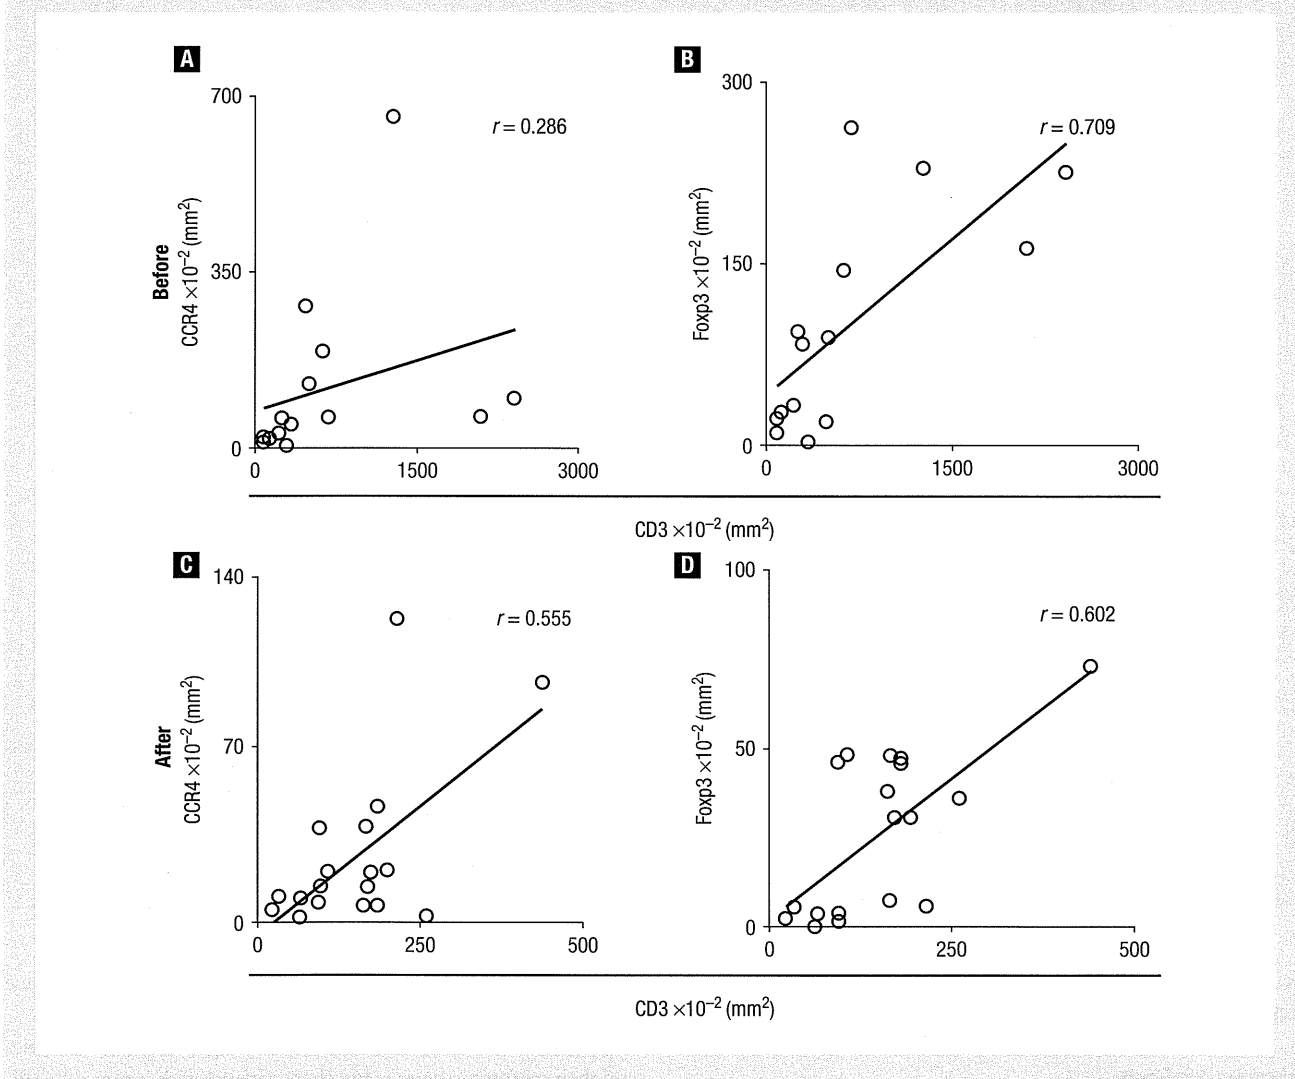 A
B
700
350
0
r = 0.286
Before
CCR4 ×10⁻² (mm²)
0 1500 3000
300
150
0
r = 0.709
Foxp3 ×10⁻² (mm²)
0 1500 3000
CD3 ×10⁻² (mm²)
C
D
140
70
0
r = 0.555
After
CCR4 ×10⁻² (mm²)
0 250 500
100
50
0
r = 0.602
Foxp3 ×10⁻² (mm²)
0 250 500
CD3 ×10⁻² (mm²)